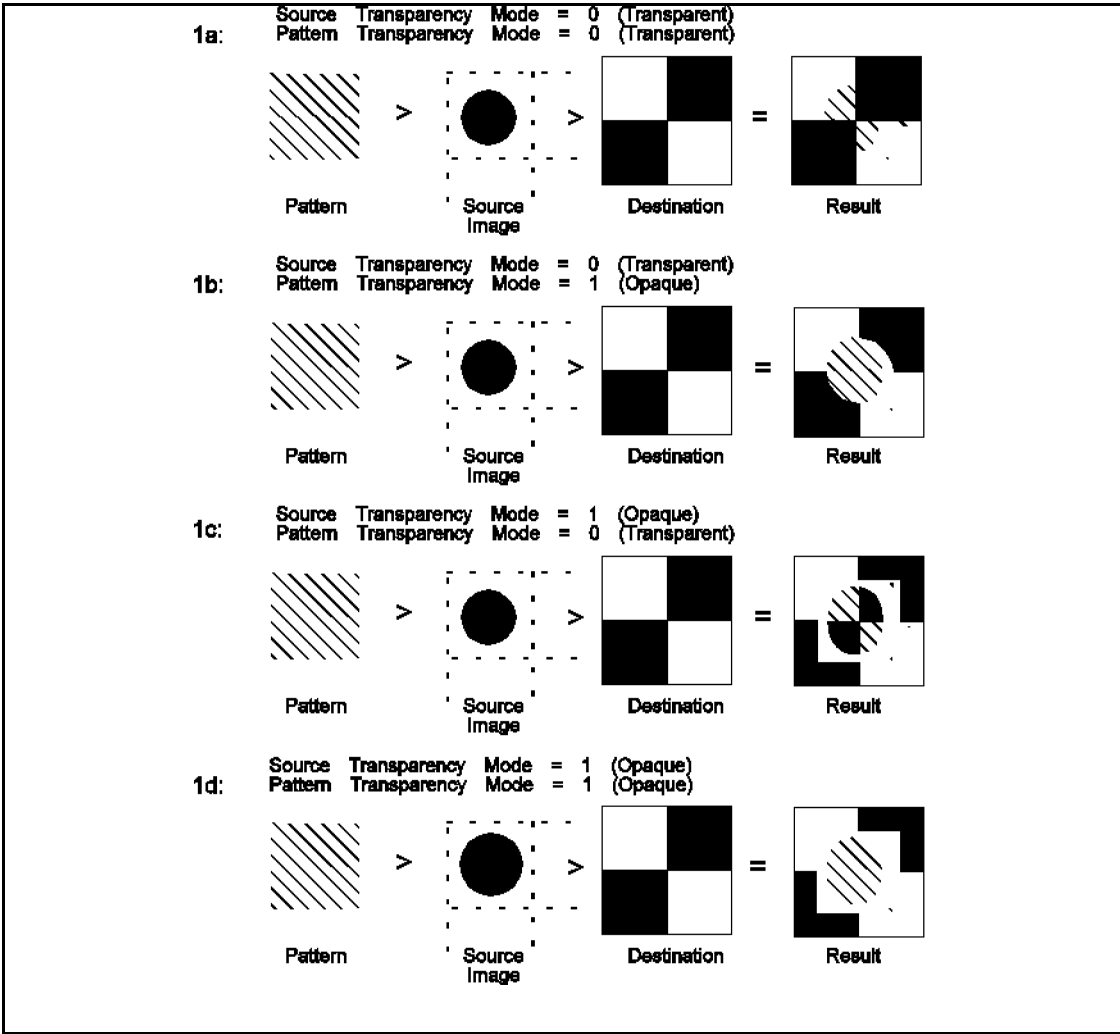 Source Transparency Mode = 0 (Transparent)
1a: Pattern Transparency Mode = 0 (Transparent)
> > =
Pattern Source Destination Result
Image
Source Transparency Mode = 0 (Transparent)
1b: Pattern Transparency Mode = 1 (Opaque)
> > =
Pattern Source Destination Result
Image
Source Transparency Mode = 1 (Opaque)
1c: Pattern Transparency Mode = 0 (Transparent)
> > =
Pattern Source Destination Result
Image
Source Transparency Mode = 1 (Opaque)
1d: Pattern Transparency Mode = 1 (Opaque)
> > =
Pattern Source Destination Result
Image